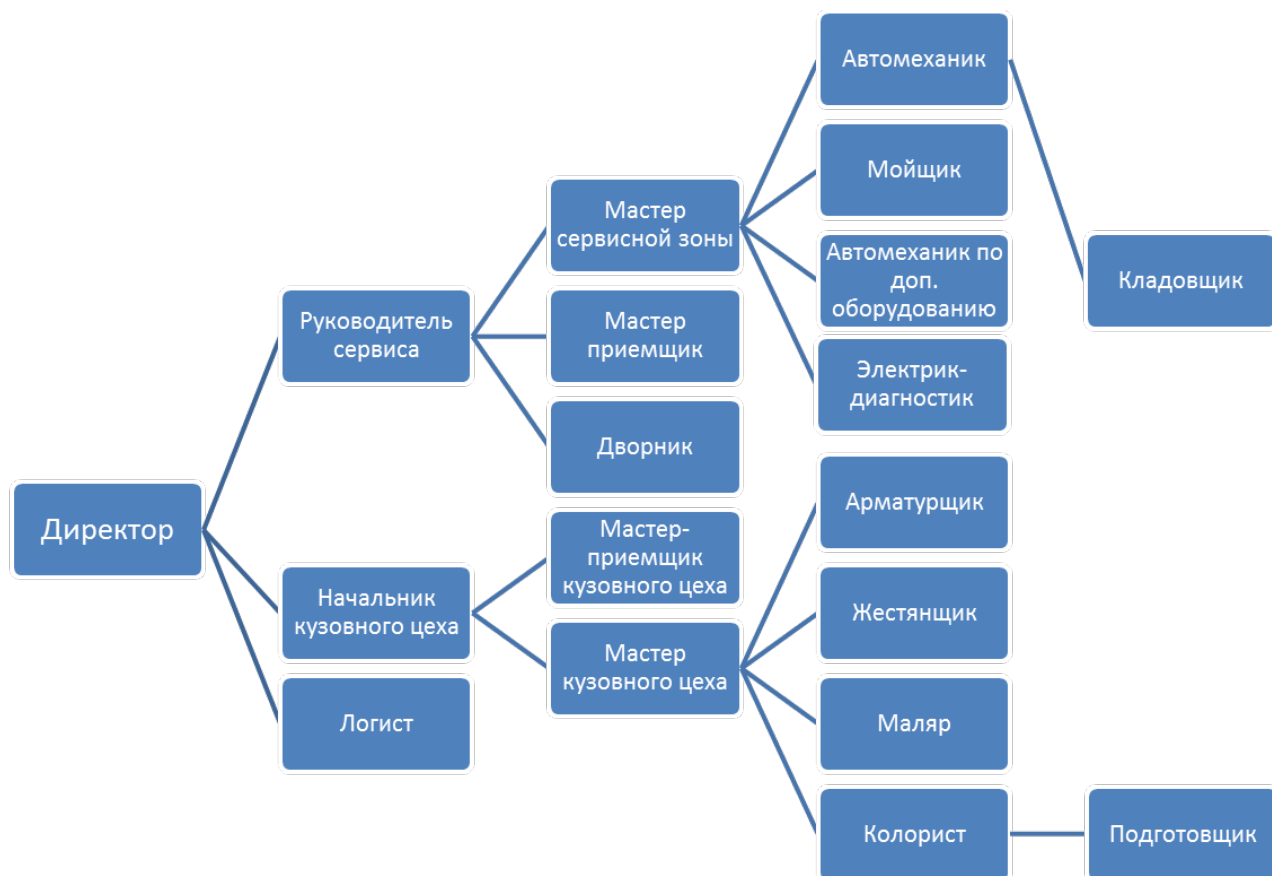 Директор
Руководитель
сервиса
Начальник
кузовного цеха
Логист
Мастер
сервисной зоны
Мастер
приемщик
Дворник
Мастер-
приемщик
кузовного цеха
Мастер
кузовного цеха
Автомеханик
Мойщик
Автомеханик по
доп.
оборудованию
Электрик-
диагностик
Арматурщик
Жестянщик
Маляр
Колорист
Кладовщик
Подготовщик